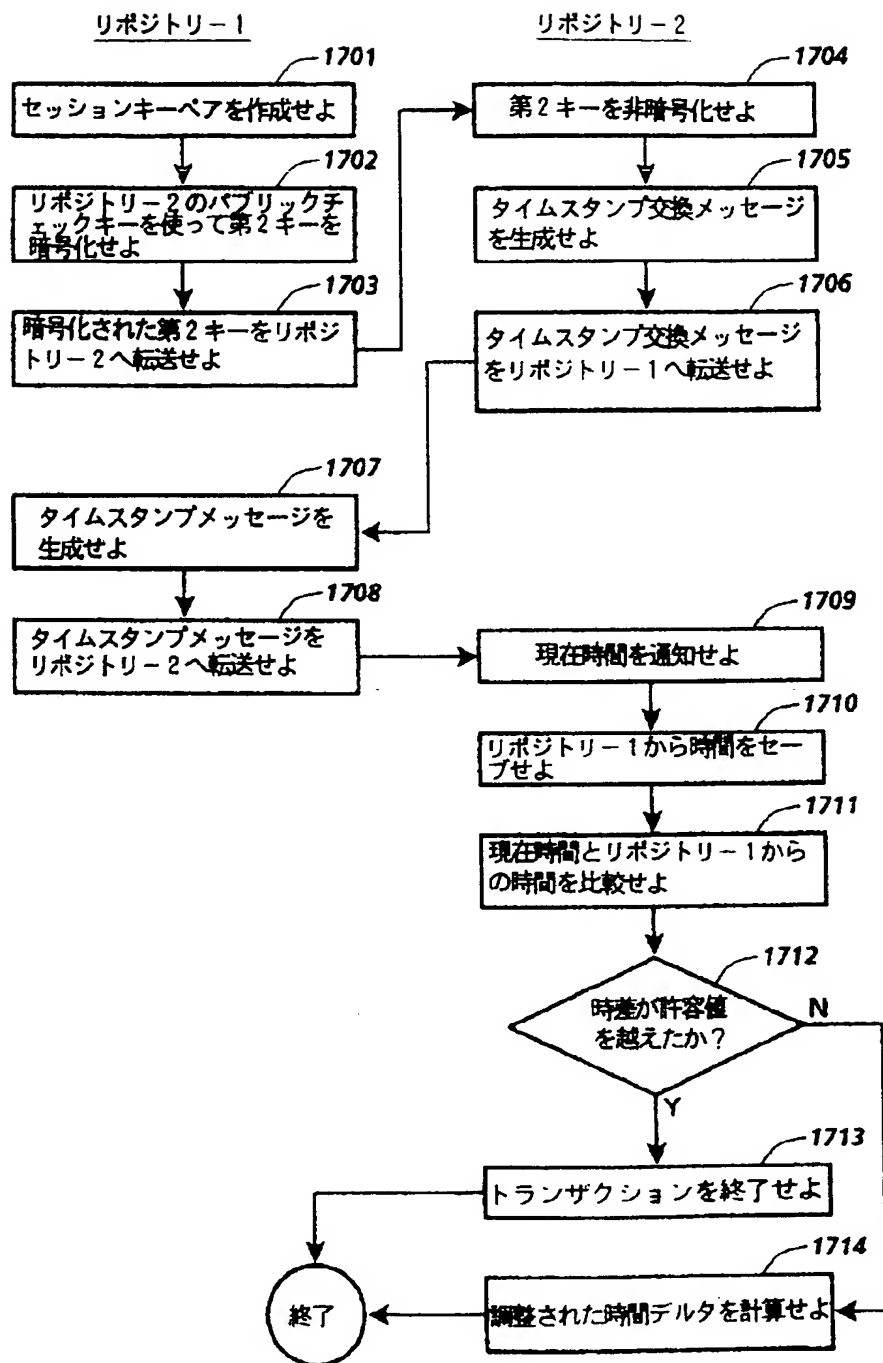 リポジトリー1
リポジトリー2
1701
セッションキーペアを作成せよ
1702
リポジトリー2のパブリックチ
ェックキーを使って第2キーを
暗号化せよ
1703
暗号化された第2キーをリポジ
トリー2へ転送せよ
1704
第2キーを非暗号化せよ
1705
タイムスタンプ交換メッセージ
を生成せよ
1706
タイムスタンプ交換メッセージ
をリポジトリー1へ転送せよ
1707
タイムスタンプメッセージを
生成せよ
1708
タイムスタンプメッセージを
リポジトリー2へ転送せよ
1709
現在時間を通知せよ
1710
リポジトリー1から時間をセー
ブせよ
1711
現在時間とリポジトリー1から
の時間を比較せよ
1712
時差が許容値
を越えたか?
N
Y
1713
トランザクションを終了せよ
1714
調整された時間デルタを計算せよ
終了